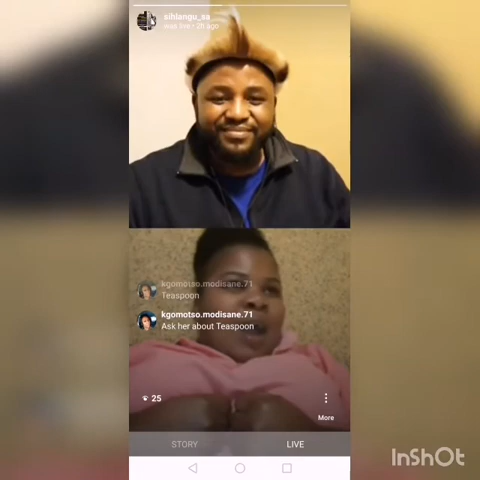 sihlangu_sa
was live • 2h ago
kgomotso.modisane.71
Teaspoon
kgomotso.modisane.71
Ask her about Teaspoon
25
More
STORY
LIVE
InShOt